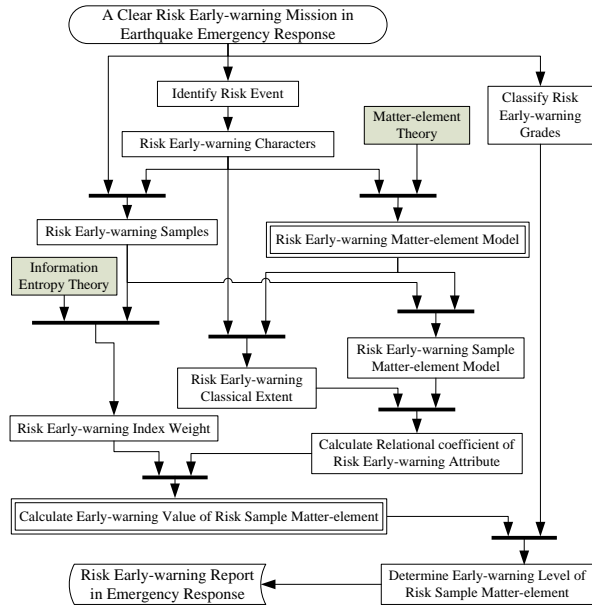 A Clear Risk Early-warning Mission in
Earthquake Emergency Response
Identify Risk Event
Classify Risk
Early-warning
Grades
Matter-element
Theory
Risk Early-warning Characters
Risk Early-warning Samples
Risk Early-warning Matter-element Model
Information
Entropy Theory
Risk Early-warning Sample
Matter-element Model
Risk Early-warning
Classical Extent
Risk Early-warning Index Weight
Calculate Relational coefficient of
Risk Early-warning Attribute
Calculate Early-warning Value of Risk Sample Matter-element
Risk Early-warning Report
in Emergency Response
Determine Early-warning Level of
Risk Sample Matter-element